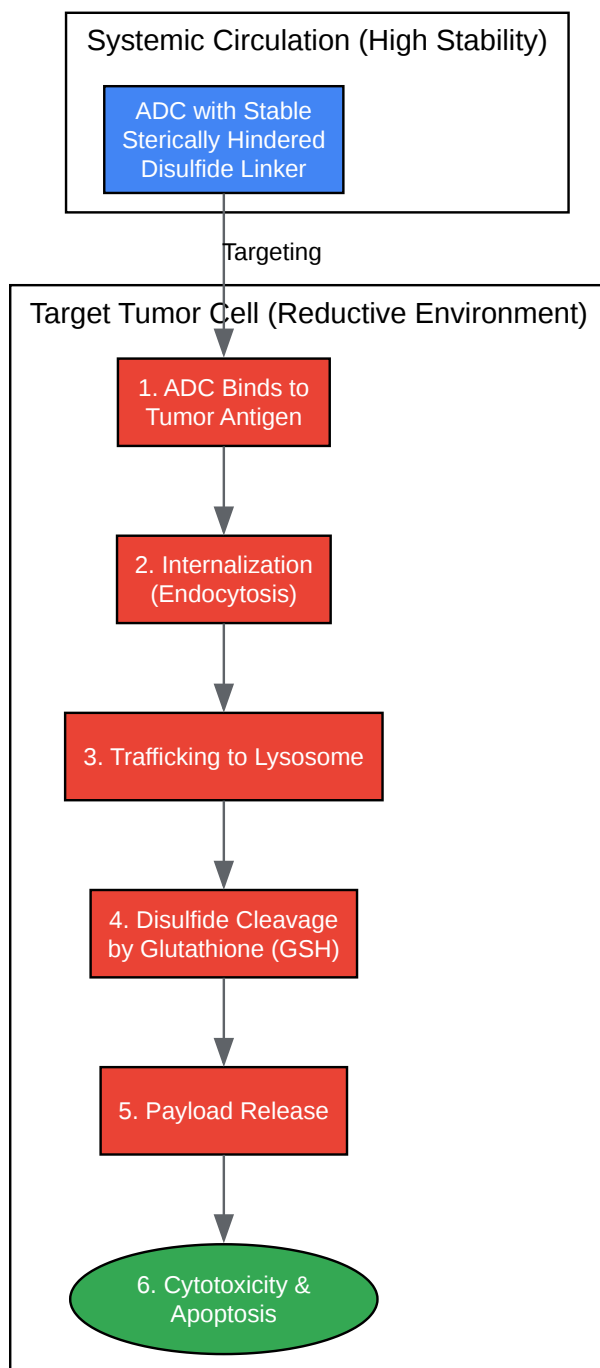 Systemic Circulation (High Stability)
ADC with Stable
Sterically Hindered
Disulfide Linker
Targeting
Target Tumor Cell (Reductive Environment)
1. ADC Binds to
Tumor Antigen
2. Internalization
(Endocytosis)
3. Trafficking to Lysosome
4. Disulfide Cleavage
by Glutathione (GSH)
5. Payload Release
6. Cytotoxicity &
Apoptosis